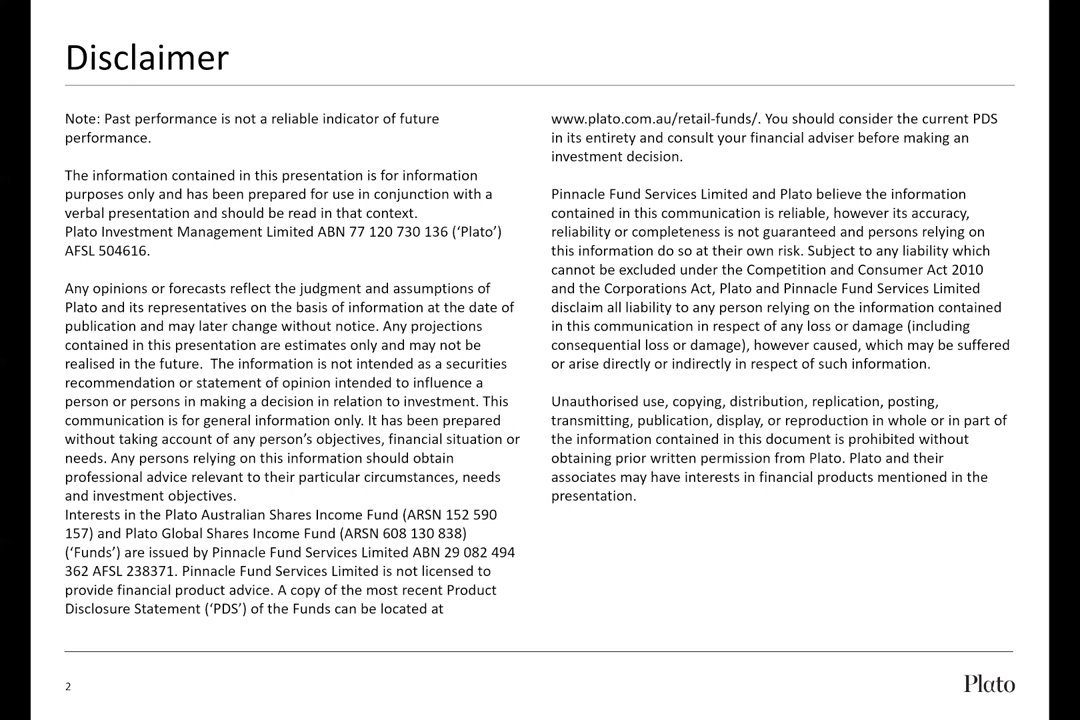 Disclaimer
Note: Past performance is not a reliable indicator of future
performance.
The information contained in this presentation is for information
purposes only and has been prepared for use in conjunction with a
verbal presentation and should be read in that context.
Plato Investment Management Limited ABN 77 120 730 136 (‘Plato’)
AFSL 504616.
Any opinions or forecasts reflect the judgment and assumptions of
Plato and its representatives on the basis of information at the date of
publication and may later change without notice. Any projections
contained in this presentation are estimates only and may not be
realised in the future.  The information is not intended as a securities
recommendation or statement of opinion intended to influence a
person or persons in making a decision in relation to investment. This
communication is for general information only. It has been prepared
without taking account of any person’s objectives, financial situation or
needs. Any persons relying on this information should obtain
professional advice relevant to their particular circumstances, needs
and investment objectives.
Interests in the Plato Australian Shares Income Fund (ARSN 152 590
157) and Plato Global Shares Income Fund (ARSN 608 130 838)
(‘Funds’) are issued by Pinnacle Fund Services Limited ABN 29 082 494
362 AFSL 238371. Pinnacle Fund Services Limited is not licensed to
provide financial product advice. A copy of the most recent Product
Disclosure Statement (‘PDS’) of the Funds can be located at
www.plato.com.au/retail-funds/. You should consider the current PDS
in its entirety and consult your financial adviser before making an
investment decision.
Pinnacle Fund Services Limited and Plato believe the information
contained in this communication is reliable, however its accuracy,
reliability or completeness is not guaranteed and persons relying on
this information do so at their own risk. Subject to any liability which
cannot be excluded under the Competition and Consumer Act 2010
and the Corporations Act, Plato and Pinnacle Fund Services Limited
disclaim all liability to any person relying on the information contained
in this communication in respect of any loss or damage (including
consequential loss or damage), however caused, which may be suffered
or arise directly or indirectly in respect of such information.
Unauthorised use, copying, distribution, replication, posting,
transmitting, publication, display, or reproduction in whole or in part of
the information contained in this document is prohibited without
obtaining prior written permission from Plato. Plato and their
associates may have interests in financial products mentioned in the
presentation.
2
Plato